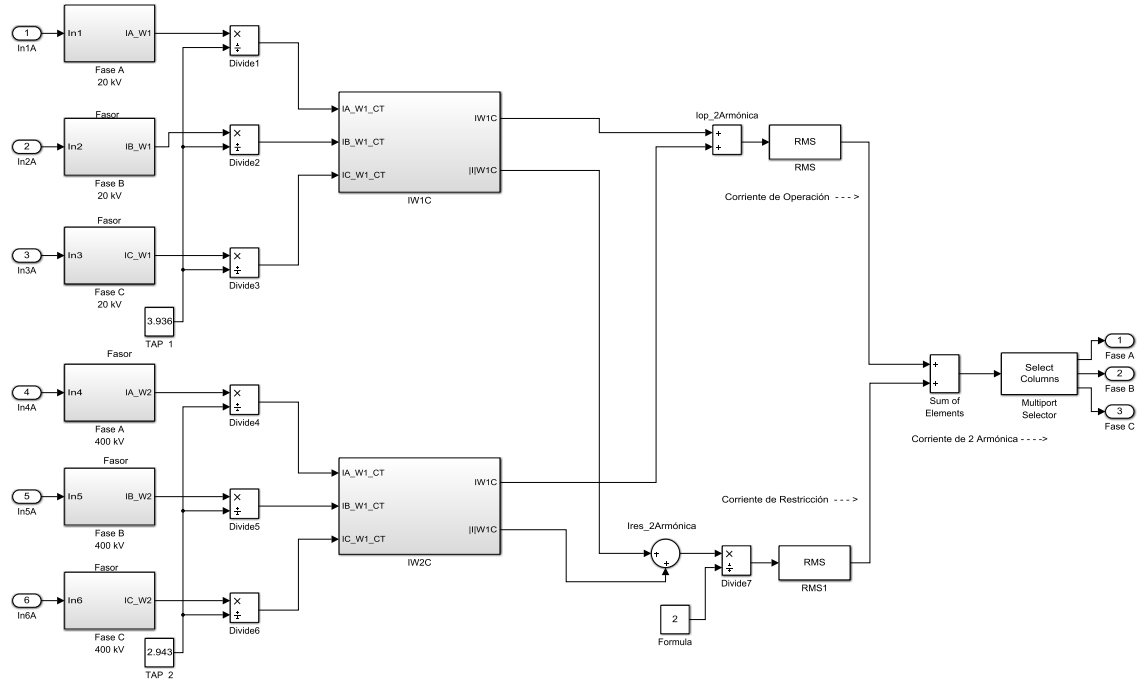 1
In1A
In1
IA_W1
Fase A
20 kV
×
÷
Divide1
Fasor
2
In2A
In2
IB_W1
Fase B
20 kV
×
÷
Divide2
Fasor
3
In3A
In3
IC_W1
Fase C
20 kV
×
÷
Divide3
3.936
TAP 1
IA_W1_CT
IB_W1_CT
IC_W1_CT
IW1C
|I|W1C
IW1C
Iop_2Armónica
+
+
RMS
RMS
Corriente de Operación - - - >
Fasor
4
In4A
In4
IA_W2
Fase A
400 kV
×
÷
Divide4
Fasor
5
In5A
In5
IB_W2
Fase B
400 kV
×
÷
Divide5
Fasor
6
In6A
In6
IC_W2
Fase C
400 kV
×
÷
Divide6
2.943
TAP 2
IA_W1_CT
IB_W1_CT
IC_W1_CT
IW1C
|I|W1C
IW2C
Corriente de Restricción - - - >
Ires_2Armónica
+
+
×
÷
Divide7
2
Formula
RMS
RMS1
+
+
Sum of
Elements
Select
Columns
Multiport
Selector
1
Fase A
2
Fase B
3
Fase C
Corriente de 2 Armónica - - - ->